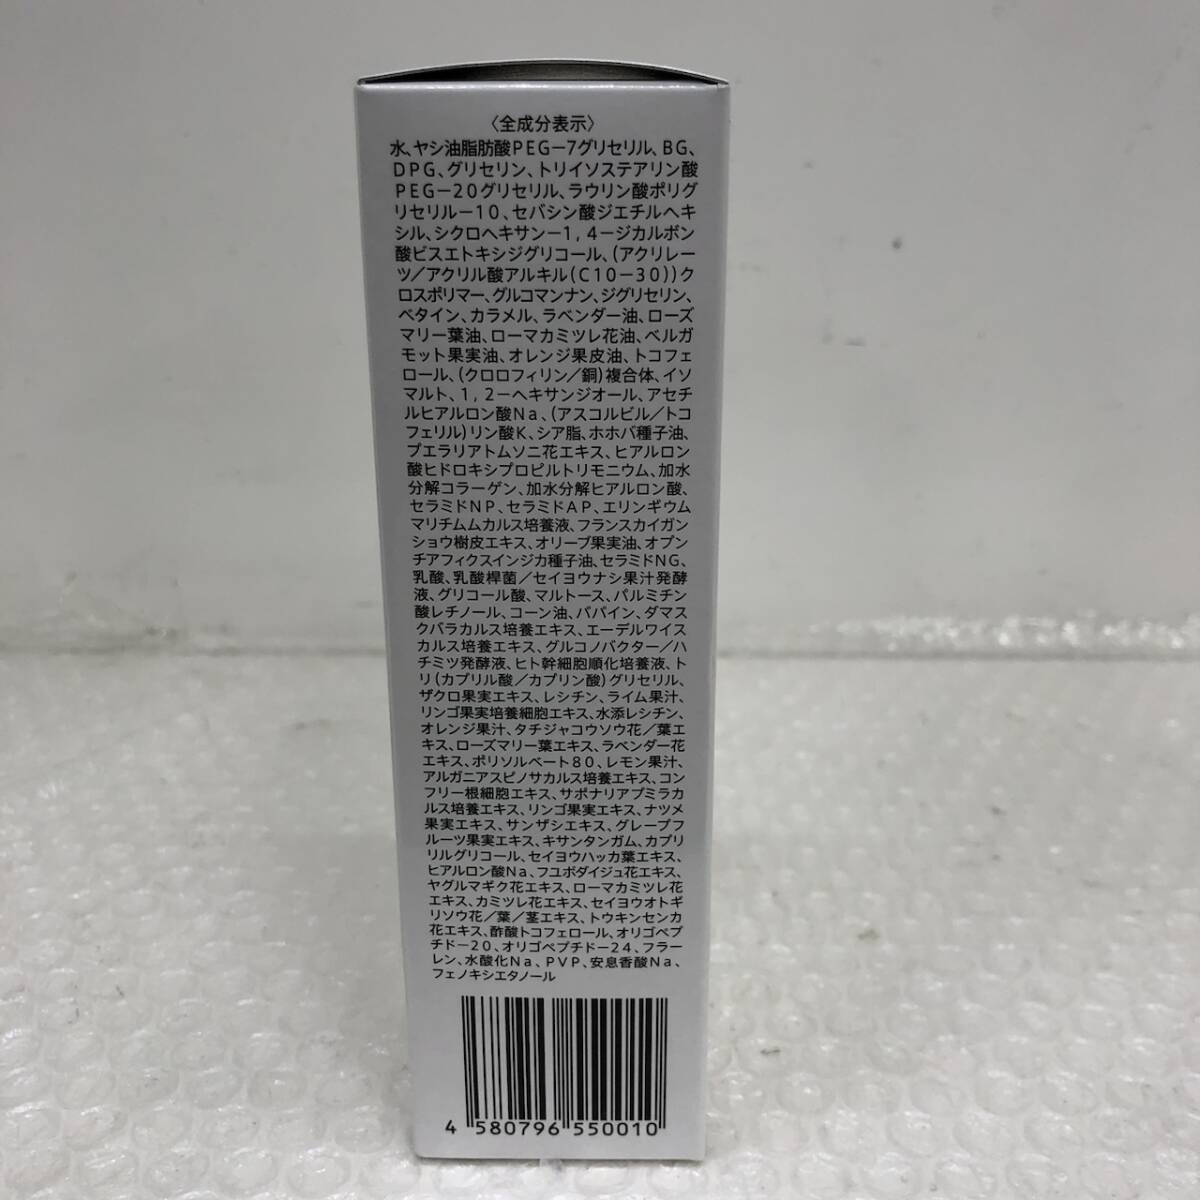 〈全成分表示〉
水、ヤシ油脂肪酸PEG−7グリセリル、BG、
DPG、グリセリン、トリイソステアリン酸
PEG−20グリセリル、ラウリン酸ポリグ
リセリル−10、セバシン酸ジエチルヘキ
シル、シクロヘキサン−1,4−ジカルボン
酸ビスエトキシジグリコール、(アクリレー
ツ/アクリル酸アルキル(C10−30))ク
ロスポリマー、グルコマンナン、ジグリセリン、
ベタイン、カラメル、ラベンダー油、ローズ
マリー葉油、ローマカミツレ花油、ベルガ
モット果実油、オレンジ果皮油、トコフェ
ロール、(クロロフィリン/銅)複合体、イソ
マルト、1,2−ヘキサンジオール、アセチ
ルヒアルロン酸Na、(アスコルビル/トコ
フェリル)リン酸K、シア脂、ホホバ種子油、
プエラリアトムソニ花エキス、ヒアルロン
酸ヒドロキシプロピルトリモニウム、加水
分解コラーゲン、加水分解ヒアルロン酸、
セラミドNP、セラミドAP、エリンギウム
マリチムムカルス培養液、フランスカイガン
ショウ樹皮エキス、オリーブ果実油、オプン
チアフィクスインジカ種子油、セラミドNG、
乳酸、乳酸桿菌/セイヨウナシ果汁発酵
液、グリコール酸、マルトース、パルミチン
酸レチノール、コーン油、パパイン、ダマス
クバラカルス培養エキス、エーデルワイス
カルス培養エキス、グルコノバクター/ハ
チミツ発酵液、ヒト幹細胞順化培養液、ト
リ(カプリル酸/カプリン酸)グリセリル、
ザクロ果実エキス、レシチン、ライム果汁、
リンゴ果実培養細胞エキス、水添レシチン、
オレンジ果汁、タチジャコウソウ花/葉エ
キス、ローズマリー葉エキス、ラベンダー花
エキス、ポリソルベート80、レモン果汁、
アルガニアスピノサカルス培養エキス、コン
フリー根細胞エキス、サポナリアプミラカ
ルス培養エキス、リンゴ果実エキス、ナツメ
果実エキス、サンザシエキス、グレープフ
ルーツ果実エキス、キサンタンガム、カプリ
リルグリコール、セイヨウハッカ葉エキス、
ヒアルロン酸Na、フユボダイジュ花エキス、
ヤグルマギク花エキス、ローマカミツレ花
エキス、カミツレ花エキス、セイヨウオトギ
リソウ花/葉/茎エキス、トウキンセンカ
花エキス、酢酸トコフェロール、オリゴペプ
チド−20、オリゴペプチド−24、フラー
レン、水酸化Na、PVP、安息香酸Na、
フェノキシエタノール
4 580796 550010